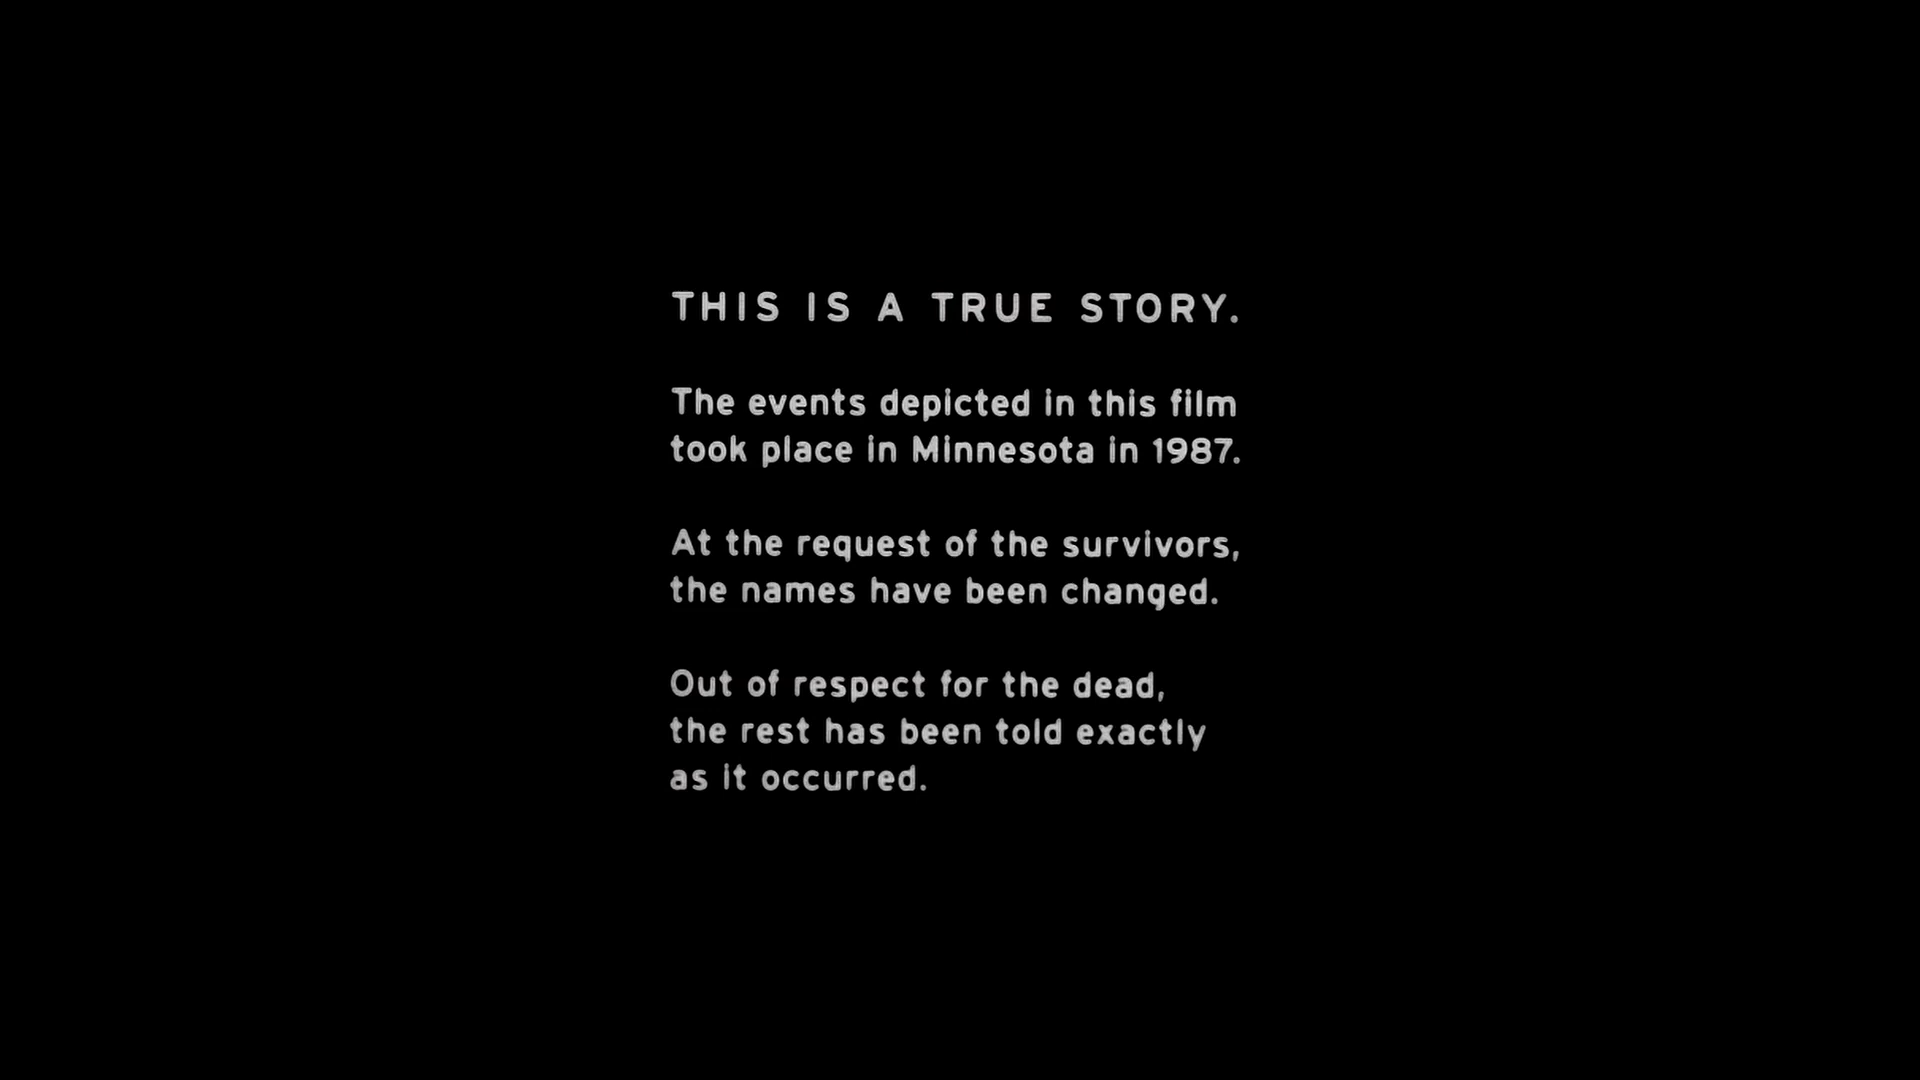 THIS IS A TRUE STORY.
The events depicted in this film
took place in Minnesota in 1987.
At the request of the survivors,
the names have been changed.
Out of respect for the dead,
the rest has been told exactly
as it occurred.